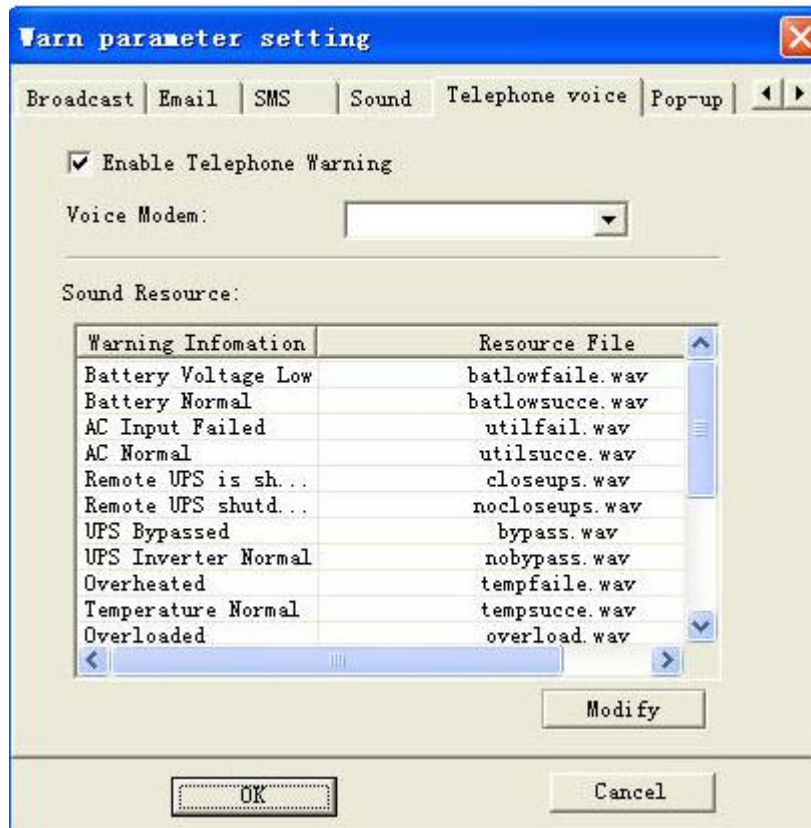 Warn parameter setting
Broadcast Email SMS Sound Telephone voice Pop-up
Enable Telephone Warning
Voice Modem:
Sound Resource:
Warning Infomation Resource File
Battery Voltage Low batlowfaile.wav
Battery Normal batlowsucce.wav
AC Input Failed utilfail.wav
AC Normal utilsucce.wav
Remote UPS is sh... closeups.wav
Remote UPS shutd... nocloseups.wav
UPS Bypassed bypass.wav
UPS Inverter Normal nobypass.wav
Overheated tempfaile.wav
Temperature Normal tempsucce.wav
Overloaded overload.wav
Modify
OK Cancel